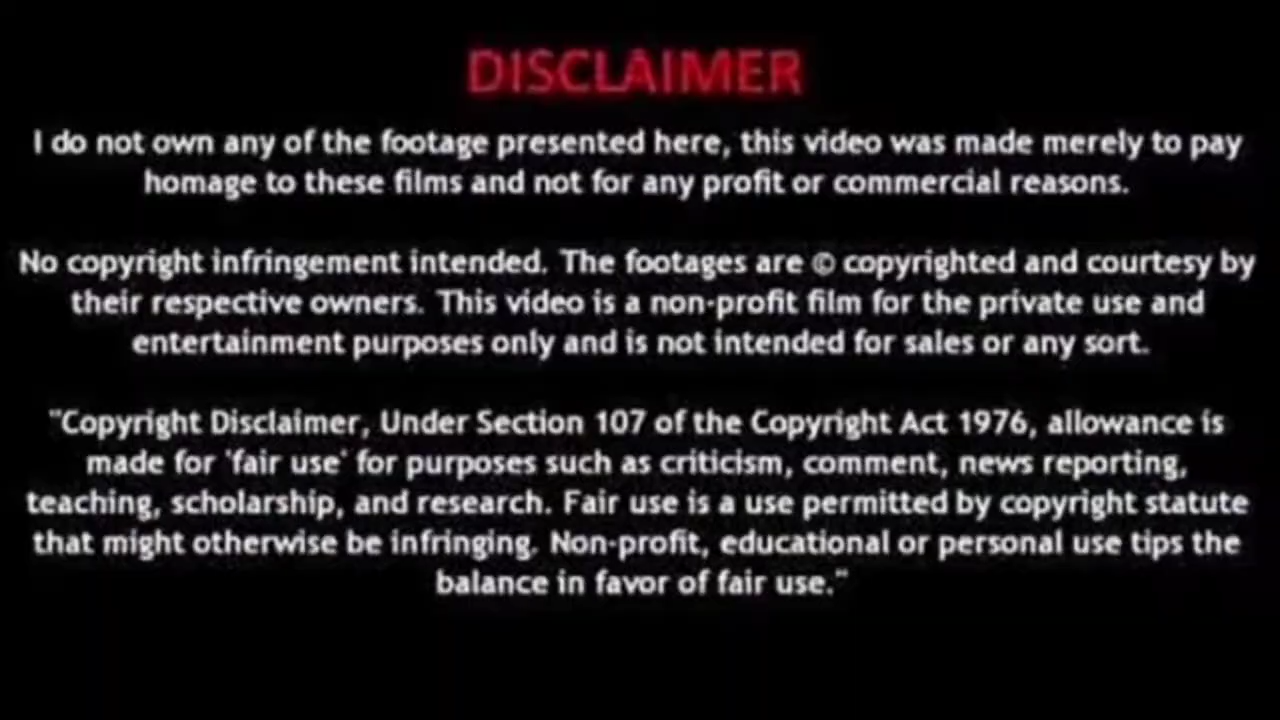 DISCLAIMER
I do not own any of the footage presented here, this video was made merely to pay
homage to these films and not for any profit or commercial reasons.
No copyright infringement intended. The footages are © copyrighted and courtesy by
their respective owners. This video is a non-profit film for the private use and
entertainment purposes only and is not intended for sales or any sort.
"Copyright Disclaimer, Under Section 107 of the Copyright Act 1976, allowance is
made for 'fair use' for purposes such as criticism, comment, news reporting,
teaching, scholarship, and research. Fair use is a use permitted by copyright statute
that might otherwise be infringing. Non-profit, educational or personal use tips the
balance in favor of fair use."